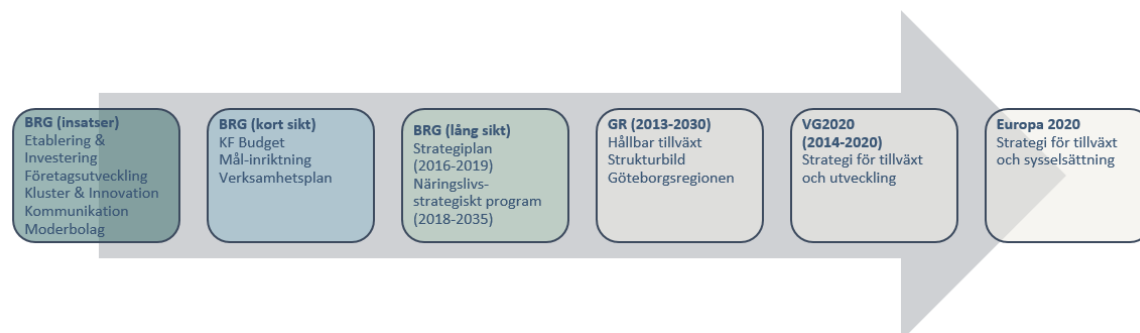 BRG (insatser)
Etablering &
Investering
Företagsutveckling
Kluster & Innovation
Kommunikation
Moderbolag
BRG (kort sikt)
KF Budget
Mål-inriktning
Verksamhetsplan
BRG (lång sikt)
Strategiplan
(2016-2019)
Näringslivs-
strategiskt program
(2018-2035)
GR (2013-2030)
Hållbar tillväxt
Strukturbild
Göteborgsregionen
VG2020
(2014-2020)
Strategi för tillväxt
och utveckling
Europa 2020
Strategi för tillväxt
och sysselsättning